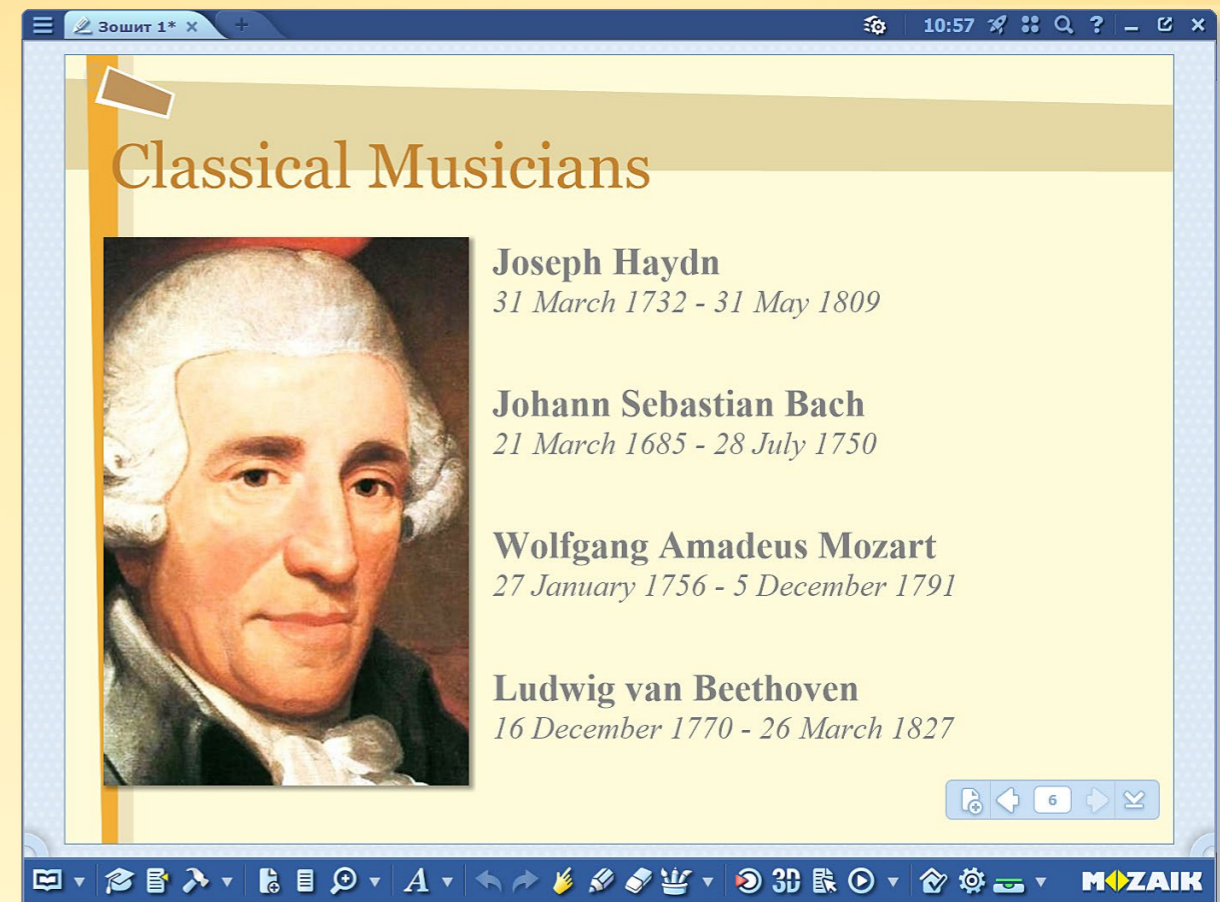 Зошит 1*
10:57
Classical Musicians
Joseph Haydn
31 March 1732 - 31 May 1809
Johann Sebastian Bach
21 March 1685 - 28 July 1750
Wolfgang Amadeus Mozart
27 January 1756 - 5 December 1791
Ludwig van Beethoven
16 December 1770 - 26 March 1827
6
A 3D MOZAIK